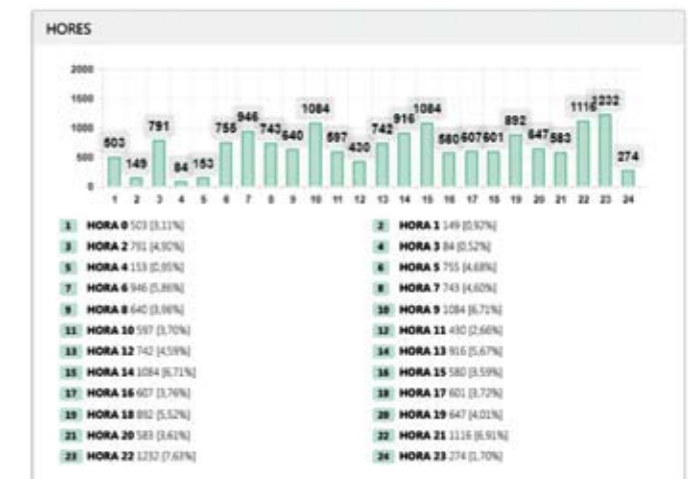 HORES
2000
1500
1000
500
0
503 149 791 84 153 755 946 743 640 1084 597 430 742 916 1084 580 607 601 892 647 583 1116 1232 274
1 2 3 4 5 6 7 8 9 10 11 12 13 14 15 16 17 18 19 20 21 22 23 24
1 HORA 0 503 [3,11%] 2 HORA 1 149 [0,92%]
3 HORA 2 791 [4,90%] 4 HORA 3 84 [0,52%]
5 HORA 4 153 [0,95%] 6 HORA 5 755 [4,68%]
7 HORA 6 946 [5,86%] 8 HORA 7 743 [4,60%]
9 HORA 8 640 [3,96%] 10 HORA 9 1084 [6,71%]
11 HORA 10 597 [3,70%] 12 HORA 11 430 [2,66%]
13 HORA 12 742 [4,59%] 14 HORA 13 916 [5,67%]
15 HORA 14 1084 [6,71%] 16 HORA 15 580 [3,59%]
17 HORA 16 607 [3,76%] 18 HORA 17 601 [3,72%]
19 HORA 18 892 [5,52%] 20 HORA 19 647 [4,01%]
21 HORA 20 583 [3,61%] 22 HORA 21 1116 [6,91%]
23 HORA 22 1232 [7,63%] 24 HORA 23 274 [1,70%]